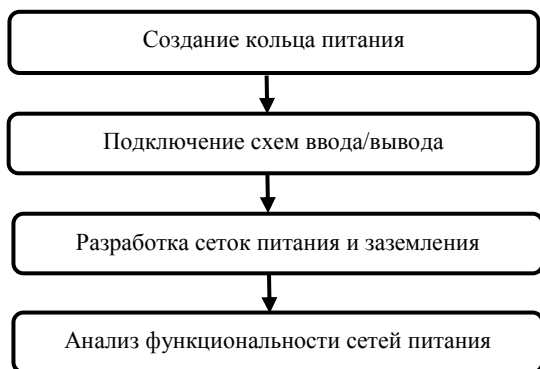 Создание кольца питания
Подключение схем ввода/вывода
Разработка сеток питания и заземления
Анализ функциональности сетей питания